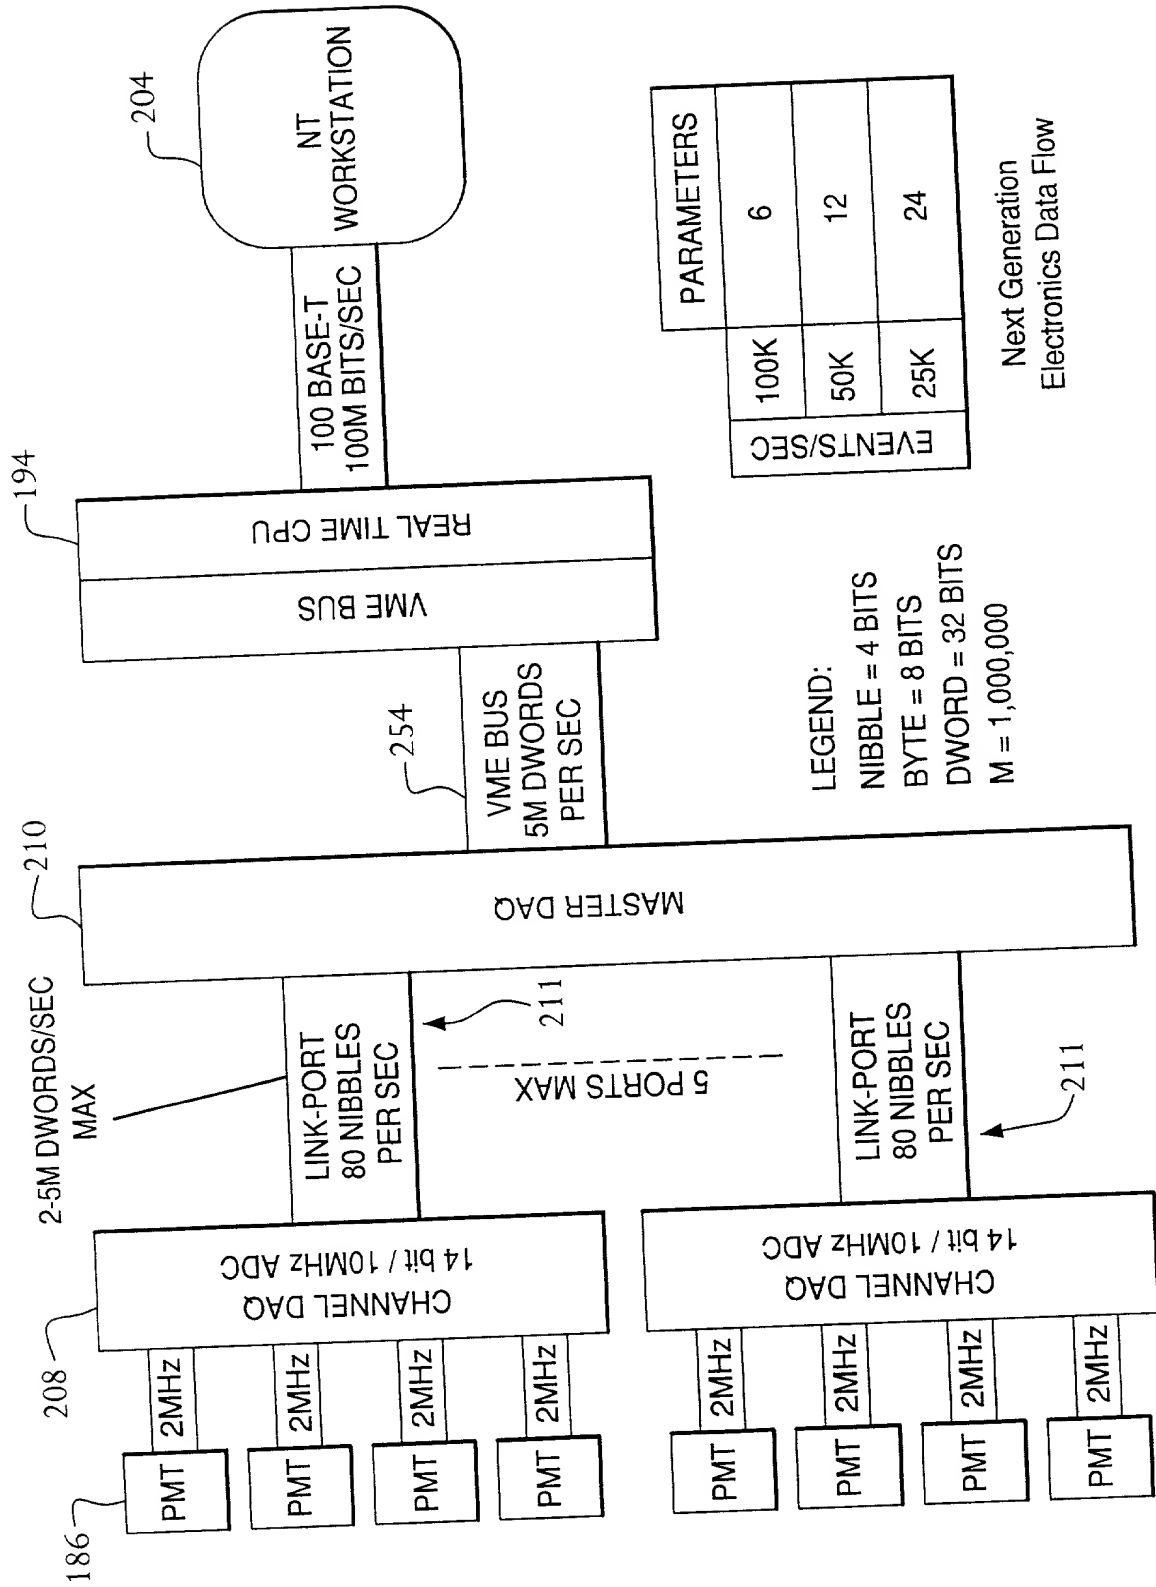 186
PMT
PMT
PMT
PMT
PMT
PMT
PMT
PMT
2MHz
2MHz
2MHz
2MHz
2MHz
2MHz
2MHz
2MHz
208
CHANNEL DAQ
14 bit / 10MHz ADC
CHANNEL DAQ
14 bit / 10MHz ADC
2-5M DWORDS/SEC
MAX
LINK-PORT
80 NIBBLES
PER SEC
211
5 PORTS MAX
LINK-PORT
80 NIBBLES
PER SEC
211
210
MASTER DAQ
254
VME BUS
5M DWORDS
PER SEC
194
VME BUS
REAL TIME CPU
100 BASE-T
100M BITS/SEC
204
NT
WORKSTATION
LEGEND:
NIBBLE = 4 BITS
BYTE = 8 BITS
DWORD = 32 BITS
M = 1,000,000
PARAMETERS
EVENTS/SEC
100K 6
50K 12
25K 24
Next Generation
Electronics Data Flow